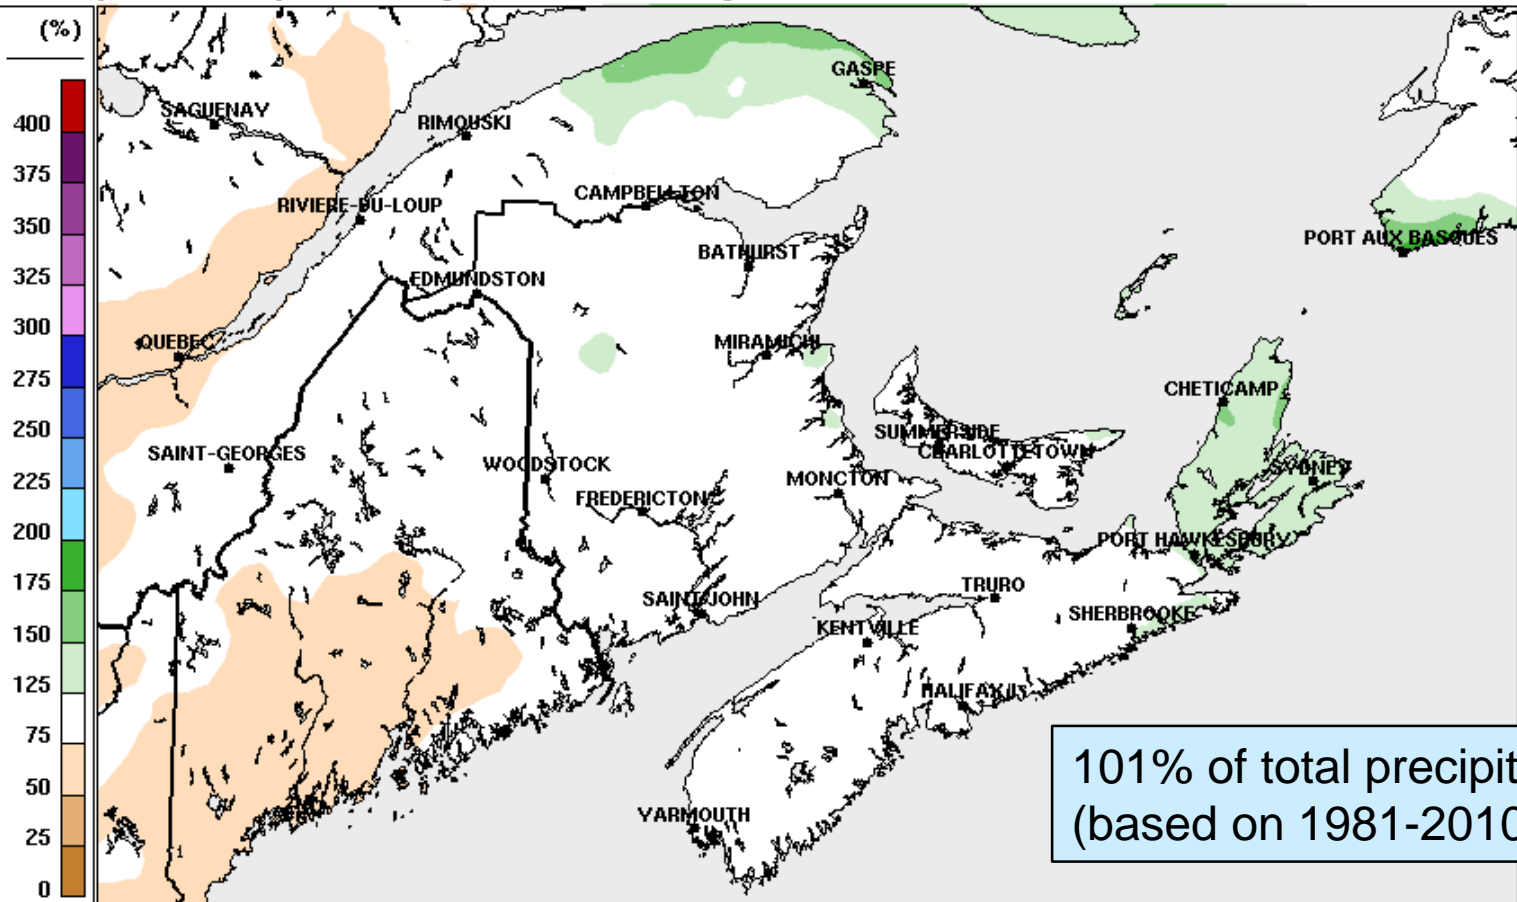 (%)
400
375
350
325
300
275
250
225
200
175
150
125
75
50
25
0
GASPE
SAGUENAY
RIMOUSKI
CAMPBELLTON
RIVIERE-DU-LOUP
PORT AUX BASQUES
BATHURST
EDMUNDSTON
QUEBEC
MIRAMICHI
CHETICAMP
SUMMERSIDE
CHARLOTTETOWN
SAINT-GEORGES
WOODSTOCK
SYDNEY
MONCTON
FREDERICTON
PORT HAWKESBURY
TRURO
SAINT JOHN
SHERBROOKE
KENTVILLE
HALIFAX
YARMOUTH
101% of total precipit
(based on 1981-2010